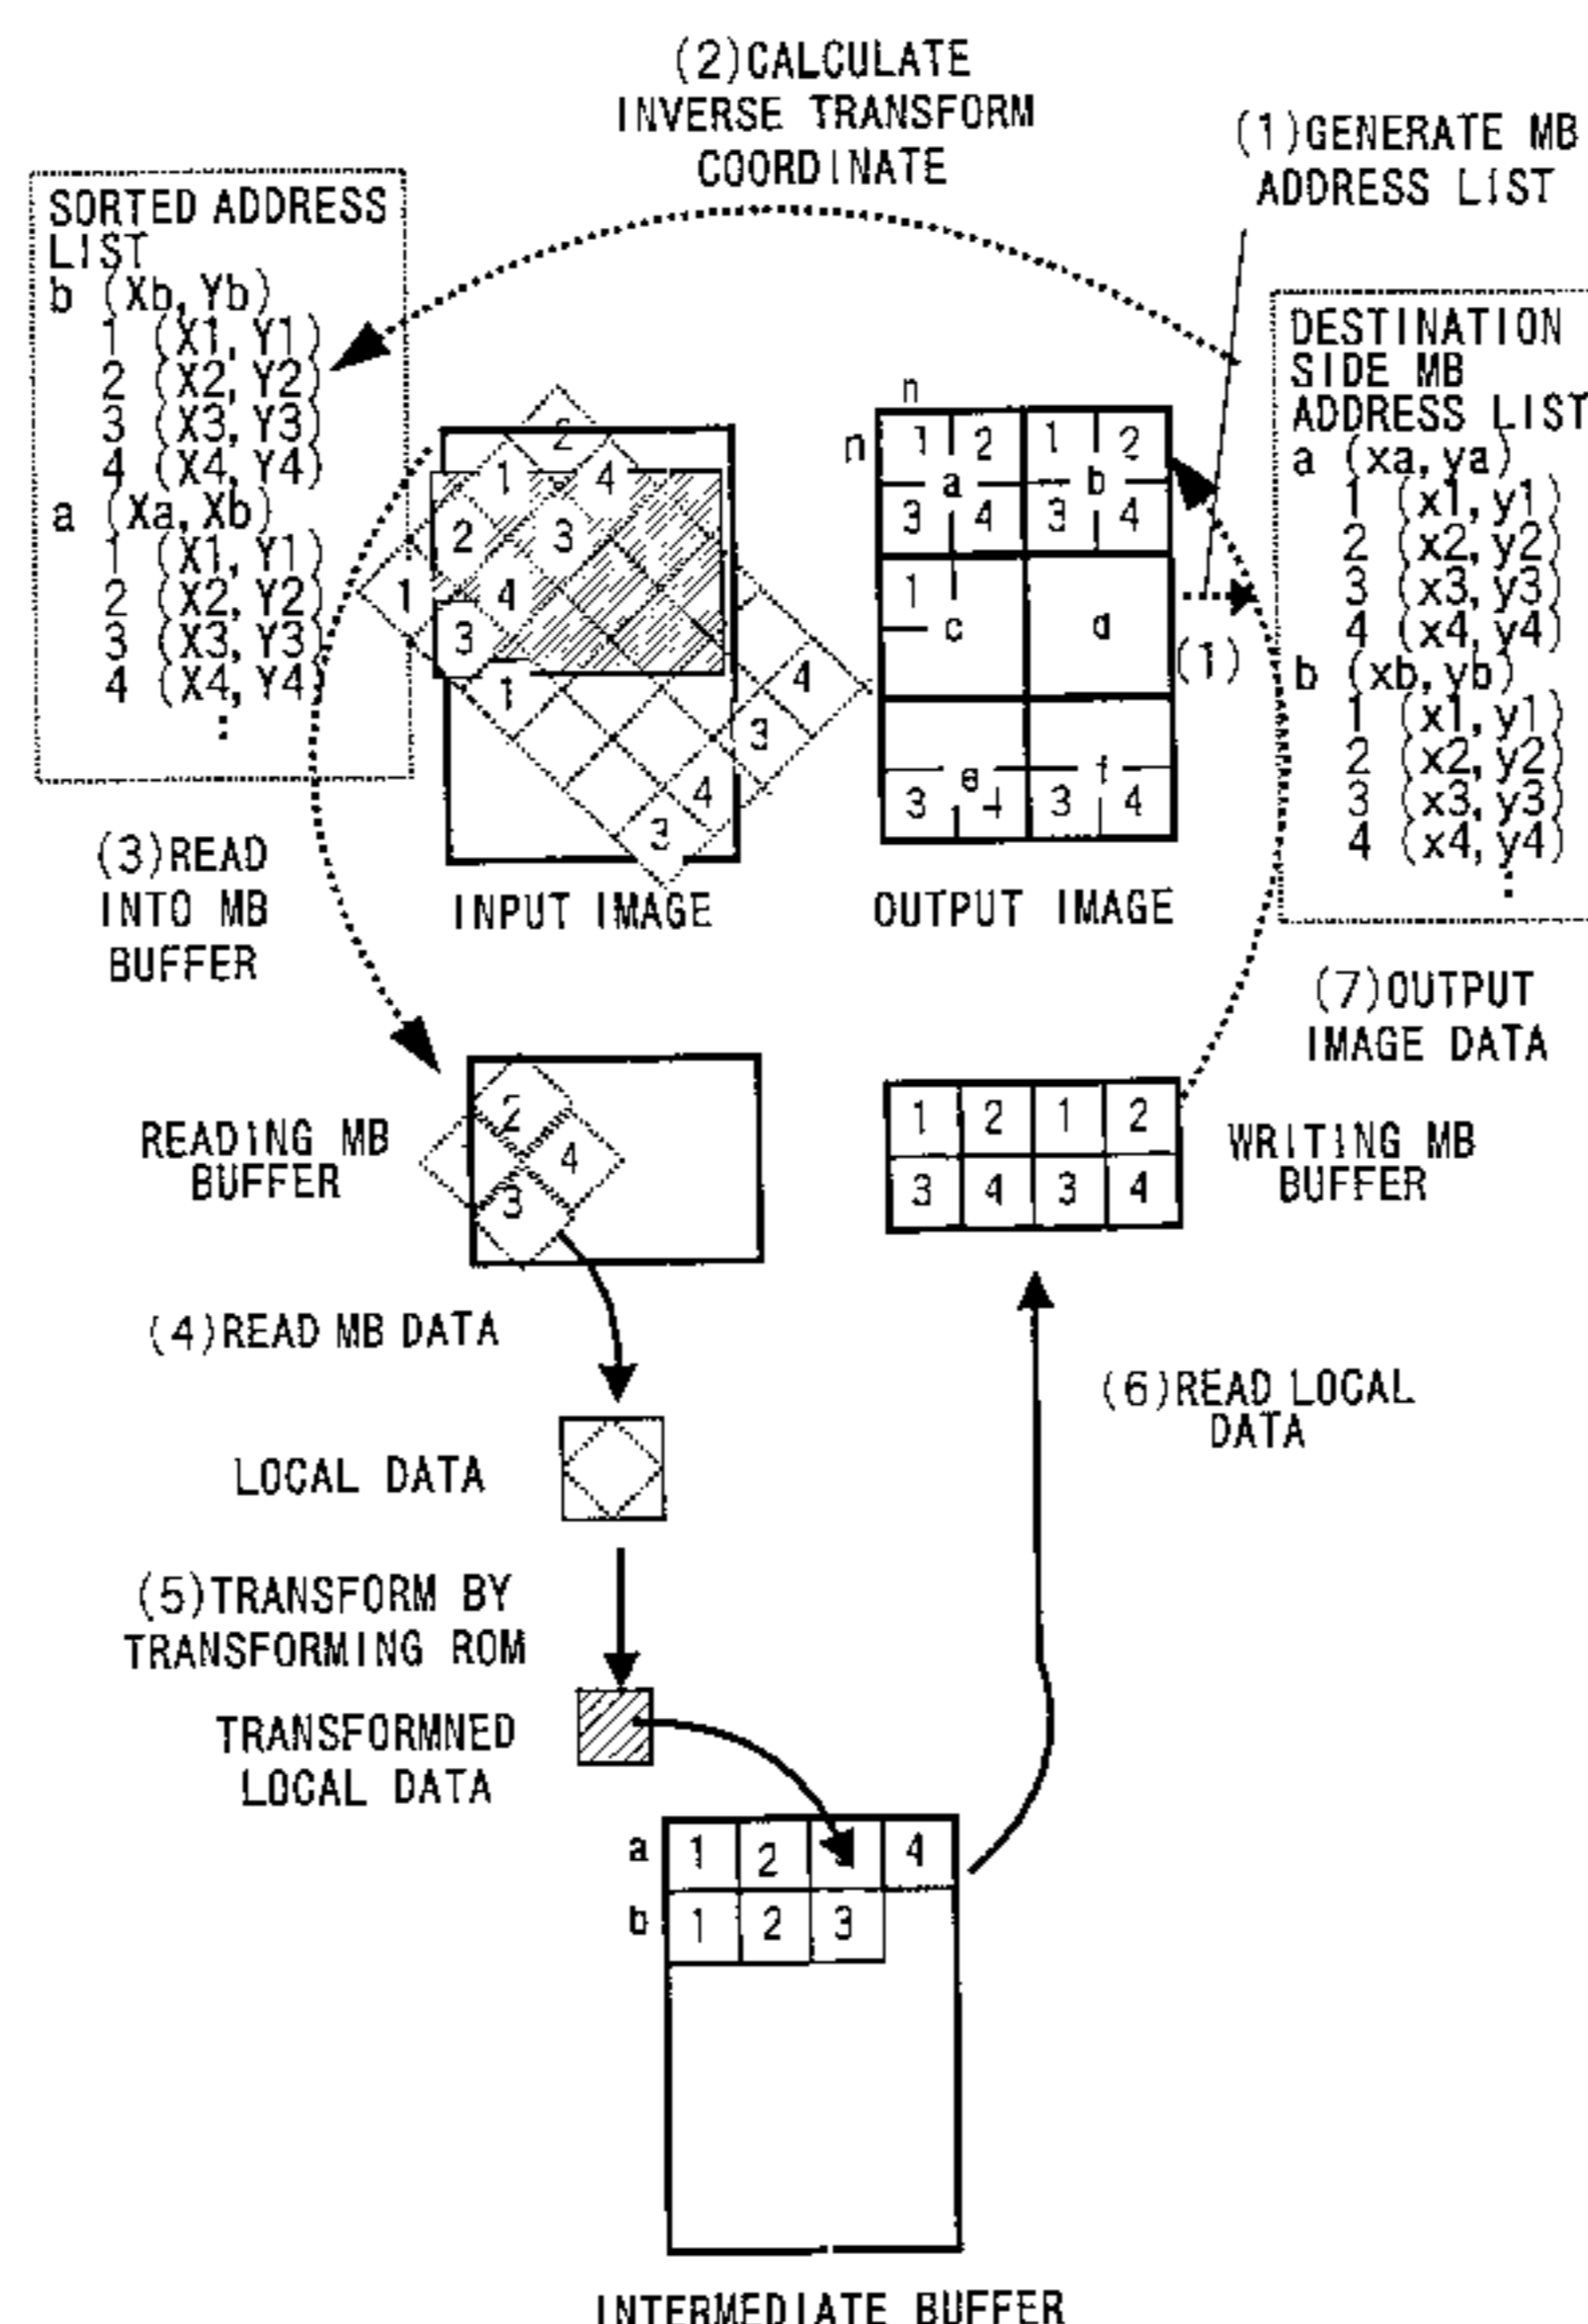 (2)CALCULATE
INVERSE TRANSFORM
COORDINATE
(1)GENERATE MB
ADDRESS LIST
SORTED ADDRESS
LIST
b (Xb, Yb)
1 (X1, Y1)
2 (X2, Y2)
3 (X3, Y3)
4 (X4, Y4)
a (Xa, Xb)
1 (X1, Y1)
2 (X2, Y2)
3 (X3, Y3)
4 (X4, Y4)
DESTINATION
SIDE MB
ADDRESS LIST
a (xa, ya)
1 (x1, y1)
2 (x2, y2)
3 (x3, y3)
4 (x4, y4)
b (xb, yb)
1 (x1, y1)
2 (x2, y2)
3 (x3, y3)
4 (x4, y4)
2
1 4
2 3
1 4
3
1 4
3
4
3
INPUT IMAGE
n
n 1 2 1 2
a b
3 4 3 4
1
c d
(1)
e f
3 4 3 4
OUTPUT IMAGE
(3)READ
INTO MB
BUFFER
(7)OUTPUT
IMAGE DATA
READING MB
BUFFER
2
4
3
1 2 1 2
3 4 3 4
WRITING MB
BUFFER
(4)READ MB DATA
(6)READ LOCAL
DATA
LOCAL DATA
(5)TRANSFORM BY
TRANSFORMING ROM
TRANSFORMNED
LOCAL DATA
a 1 2 4
b 1 2 3
INTERMEDIATE BUFFER